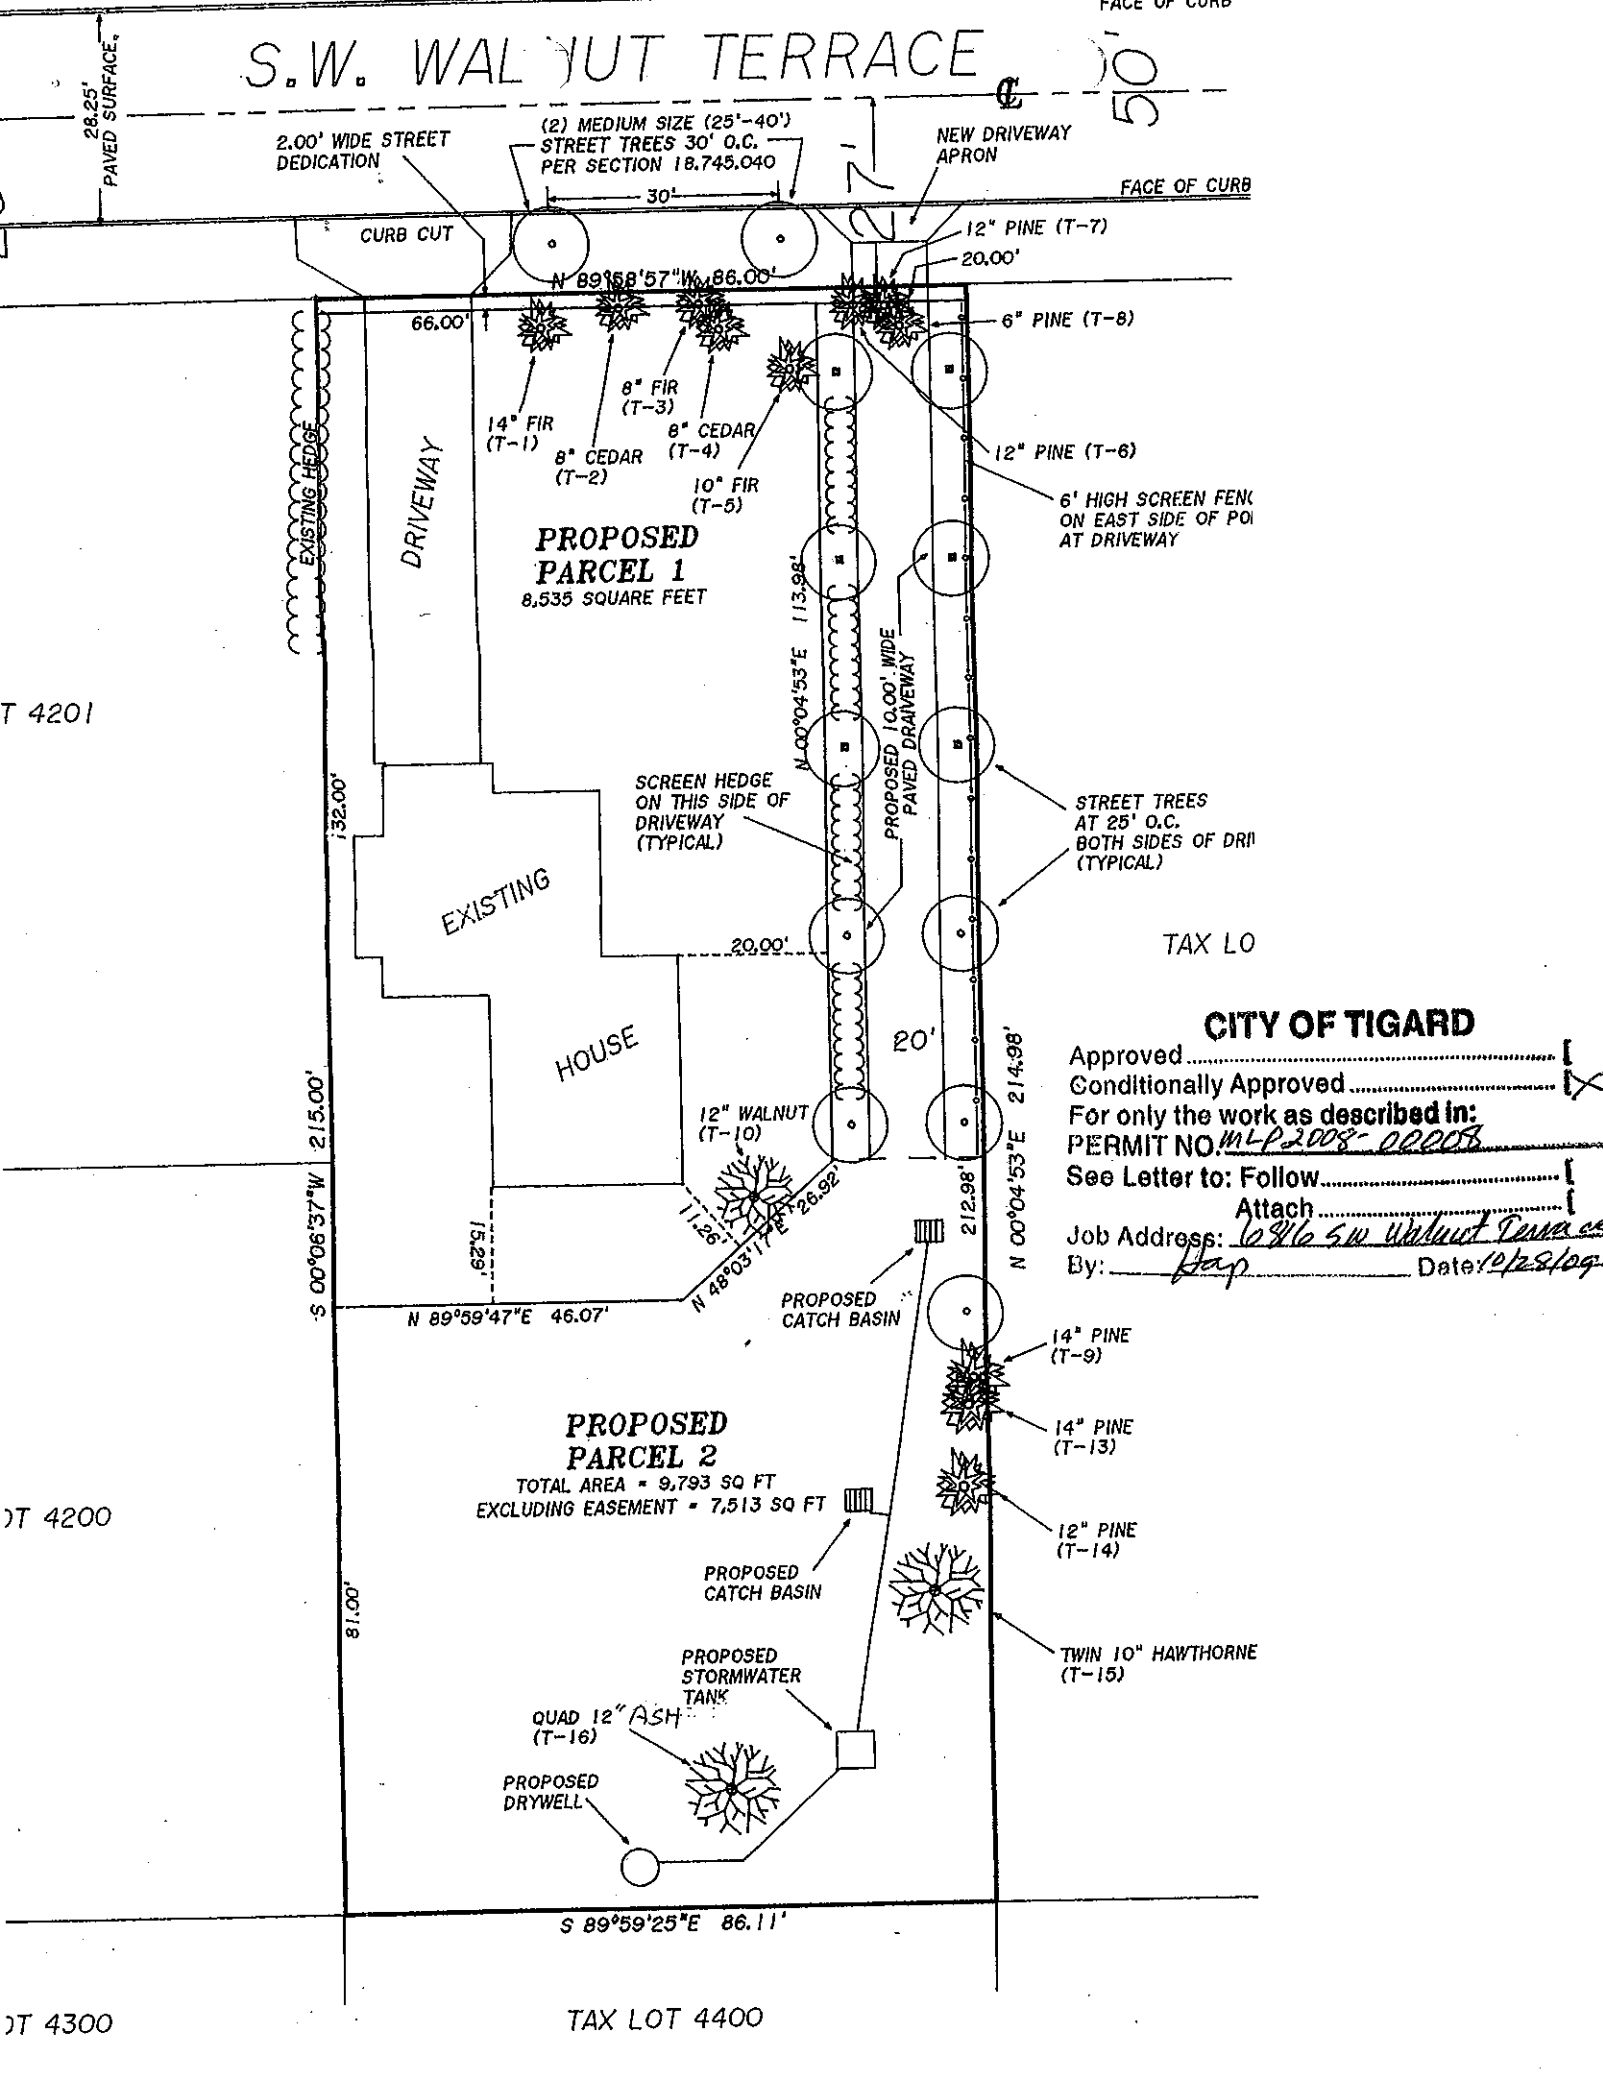 FACE OF CURB
S.W. WAL UT TERRACE
50'
28.25'
PAVED SURFACE
2.00' WIDE STREET
DEDICATION
(2) MEDIUM SIZE (25'-40')
STREET TREES 30' O.C.
PER SECTION 18.745.040
30'
27'
NEW DRIVEWAY
APRON
FACE OF CURB
CURB CUT
12" PINE (T-7)
20.00'
N 89°58'57"W 86.00'
66.00'
6" PINE (T-8)
14" FIR
(T-1)
8" CEDAR
(T-2)
8" FIR
(T-3)
8" CEDAR
(T-4)
10" FIR
(T-5)
12" PINE (T-6)
6' HIGH SCREEN FENC
ON EAST SIDE OF PO
AT DRIVEWAY
EXISTING HEDGE
DRIVEWAY
PROPOSED
PARCEL 1
8,535 SQUARE FEET
N 00°04'53"E 113.98'
PROPOSED 10.00' WIDE
PAVED DRAIVEWAY
T 4201
132.00'
SCREEN HEDGE
ON THIS SIDE OF
DRIVEWAY
(TYPICAL)
STREET TREES
AT 25' O.C.
BOTH SIDES OF DRI
(TYPICAL)
EXISTING
HOUSE
20.00'
TAX LO
20'
CITY OF TIGARD
Approved
Conditionally Approved
For only the work as described in:
PERMIT NO. MLP2008-00008
See Letter to: Follow
Attach
Job Address: 6816 SW Walnut Terrace
By: Hap Date: 10/28/09
S 00°06'37"W 215.00'
12" WALNUT
(T-10)
15.29'
11.26'
N 48°03'17"E 26.92'
212.98'
N 00°04'53"E 214.98'
N 89°59'47"E 46.07'
PROPOSED
CATCH BASIN
14" PINE
(T-9)
14" PINE
(T-13)
PROPOSED
PARCEL 2
TOTAL AREA = 9,793 SQ FT
EXCLUDING EASEMENT = 7,513 SQ FT
OT 4200
12" PINE
(T-14)
PROPOSED
CATCH BASIN
81.00'
TWIN 10" HAWTHORNE
(T-15)
PROPOSED
STORMWATER
TANK
QUAD 12" ASH
(T-16)
PROPOSED
DRYWELL
S 89°59'25"E 86.11'
OT 4300
TAX LOT 4400